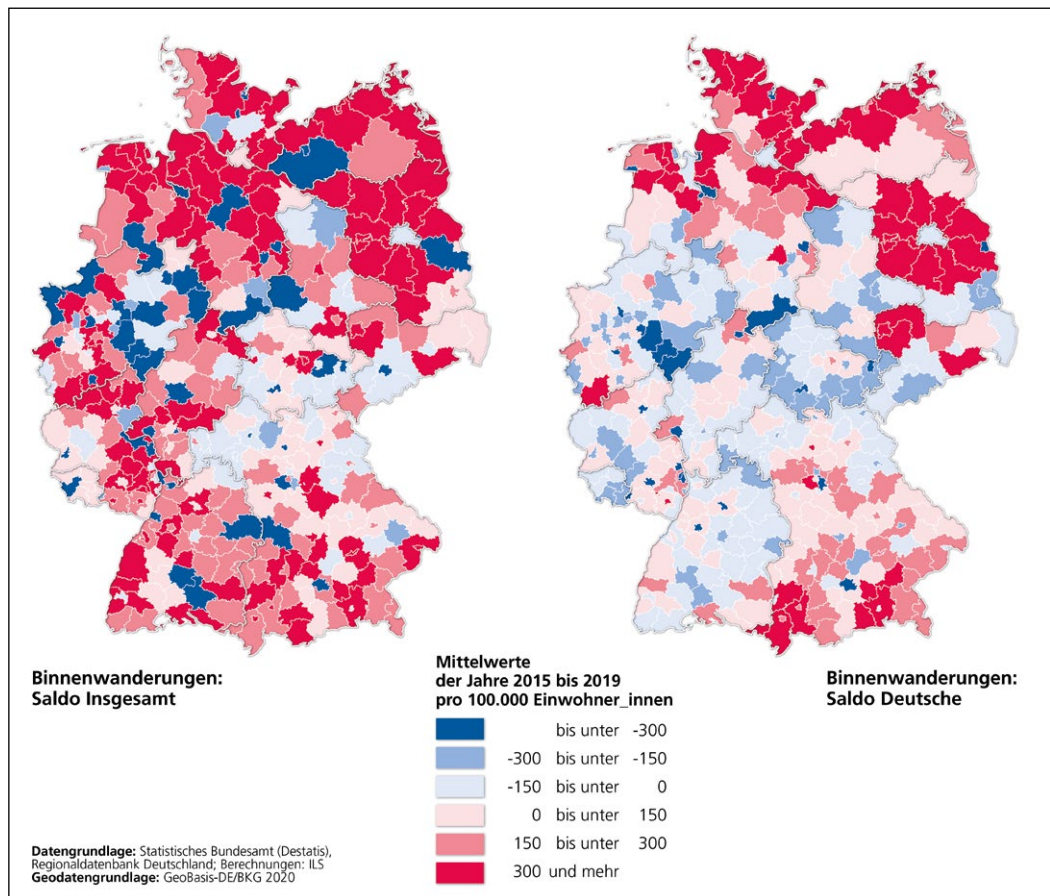 Binnenwanderungen:
Saldo Insgesamt
Mittelwerte
der Jahre 2015 bis 2019
pro 100.000 Einwohner_innen
bis unter -300
-300 bis unter -150
-150 bis unter 0
0 bis unter 150
150 bis unter 300
300 und mehr
Binnenwanderungen:
Saldo Deutsche
Datengrundlage: Statistisches Bundesamt (Destatis),
Regionaldatenbank Deutschland; Berechnungen: ILS
Geodatengrundlage: GeoBasis-DE/BKG 2020